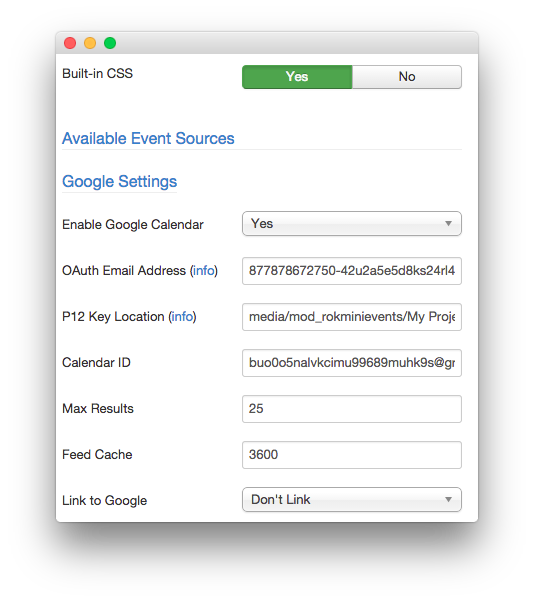 Built-in CSS Yes No
Available Event Sources
Google Settings
Enable Google Calendar Yes
OAuth Email Address (info) 877878672750-42u2a5e5d8ks24rl4
P12 Key Location (info) media/mod_rokminievents/My Proje
Calendar ID buo0o5nalvkcimu99689muhk9s@gr
Max Results 25
Feed Cache 3600
Link to Google Don't Link